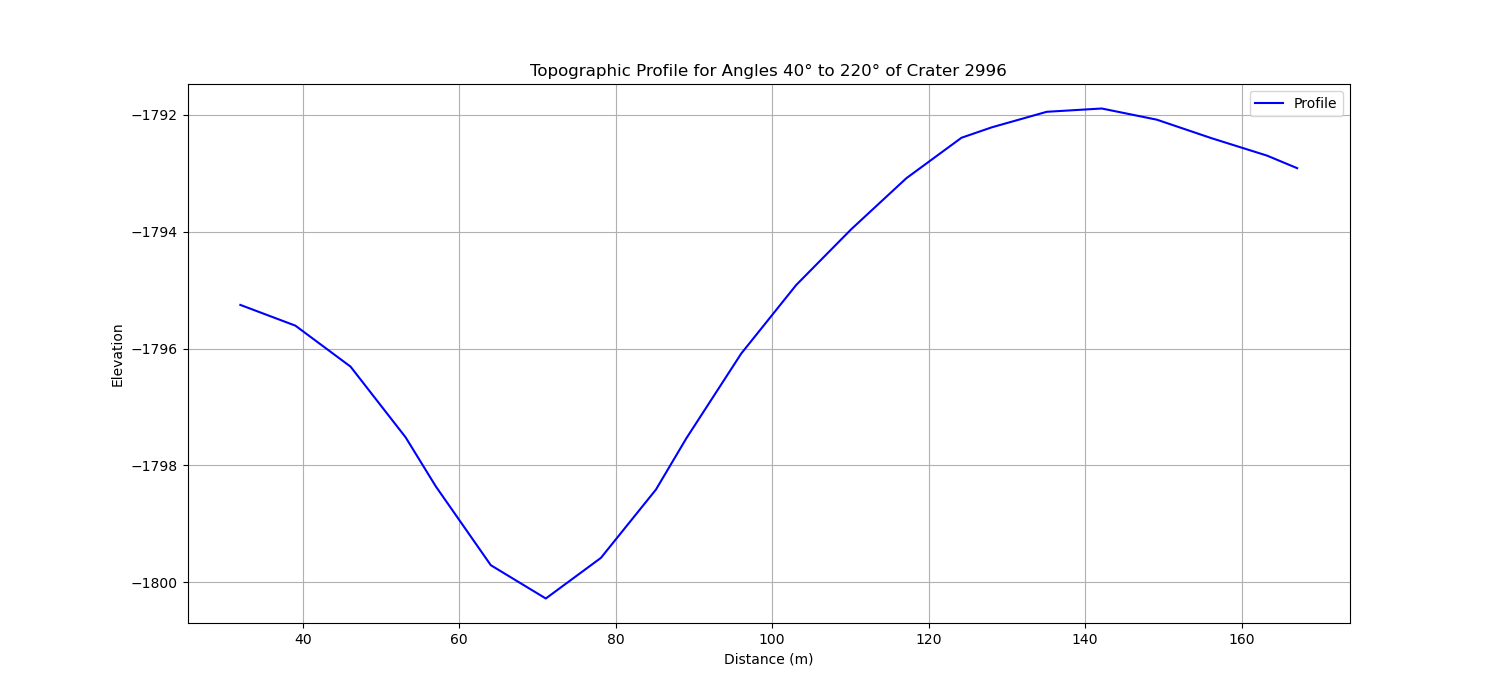 Topographic Profile for Angles 40° to 220° of Crater 2996
Profile
Elevation
−1792
−1794
−1796
−1798
−1800
40 60 80 100 120 140 160
Distance (m)